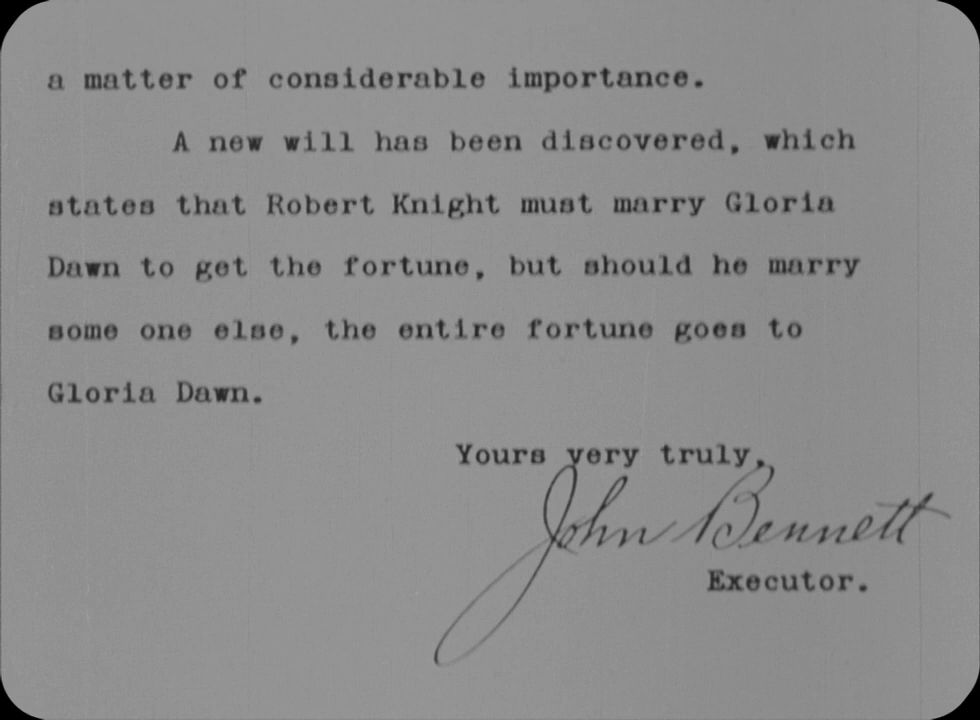 a matter of considerable importance.
A new will has been discovered, which
states that Robert Knight must marry Gloria
Dawn to get the fortune, but should he marry
some one else, the entire fortune goes to
Gloria Dawn.
Yours very truly,
John Bennett
Executor.